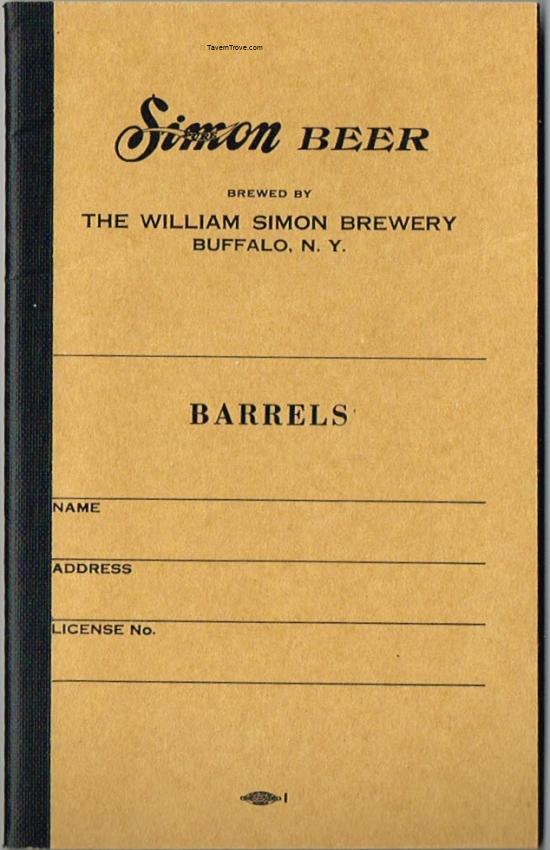 TavernTrove.com
Simon BEER
BREWED BY
THE WILLIAM SIMON BREWERY
BUFFALO, N. Y.
BARRELS
NAME
ADDRESS
LICENSE No.